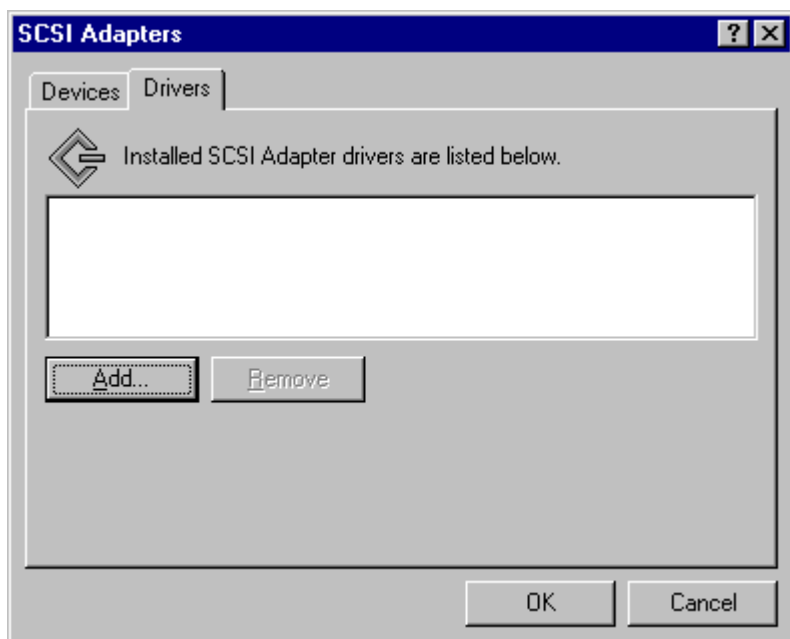 SCSI Adapters
Devices Drivers
Installed SCSI Adapter drivers are listed below.
Add... Remove
OK Cancel